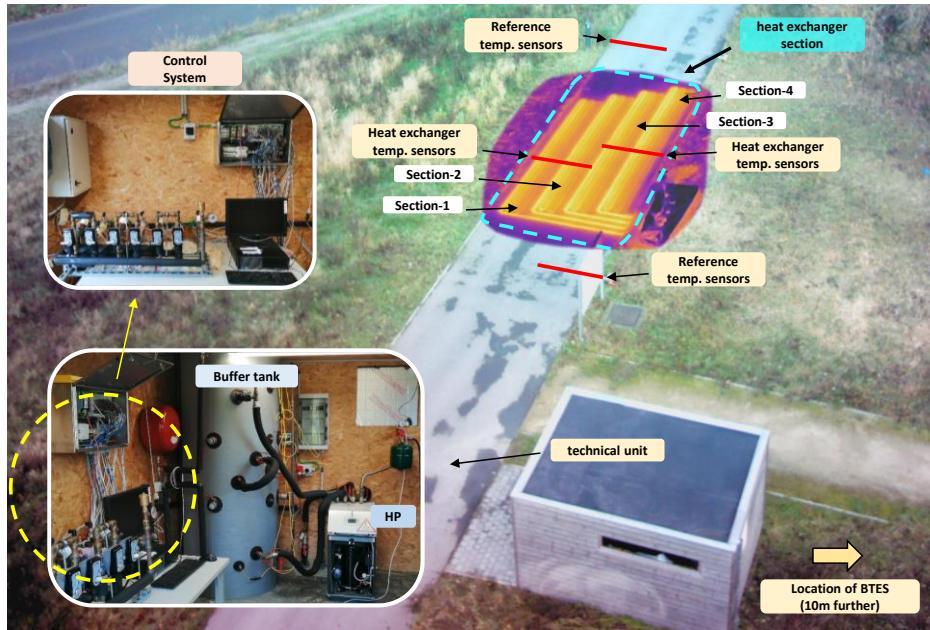 Reference
temp. sensors
heat exchanger
section
Control
System
Section-4
Section-3
Heat exchanger
temp. sensors
Heat exchanger
temp. sensors
Section-2
Section-1
Reference
temp. sensors
Buffer tank
technical unit
HP
Location of BTES
(10m further)